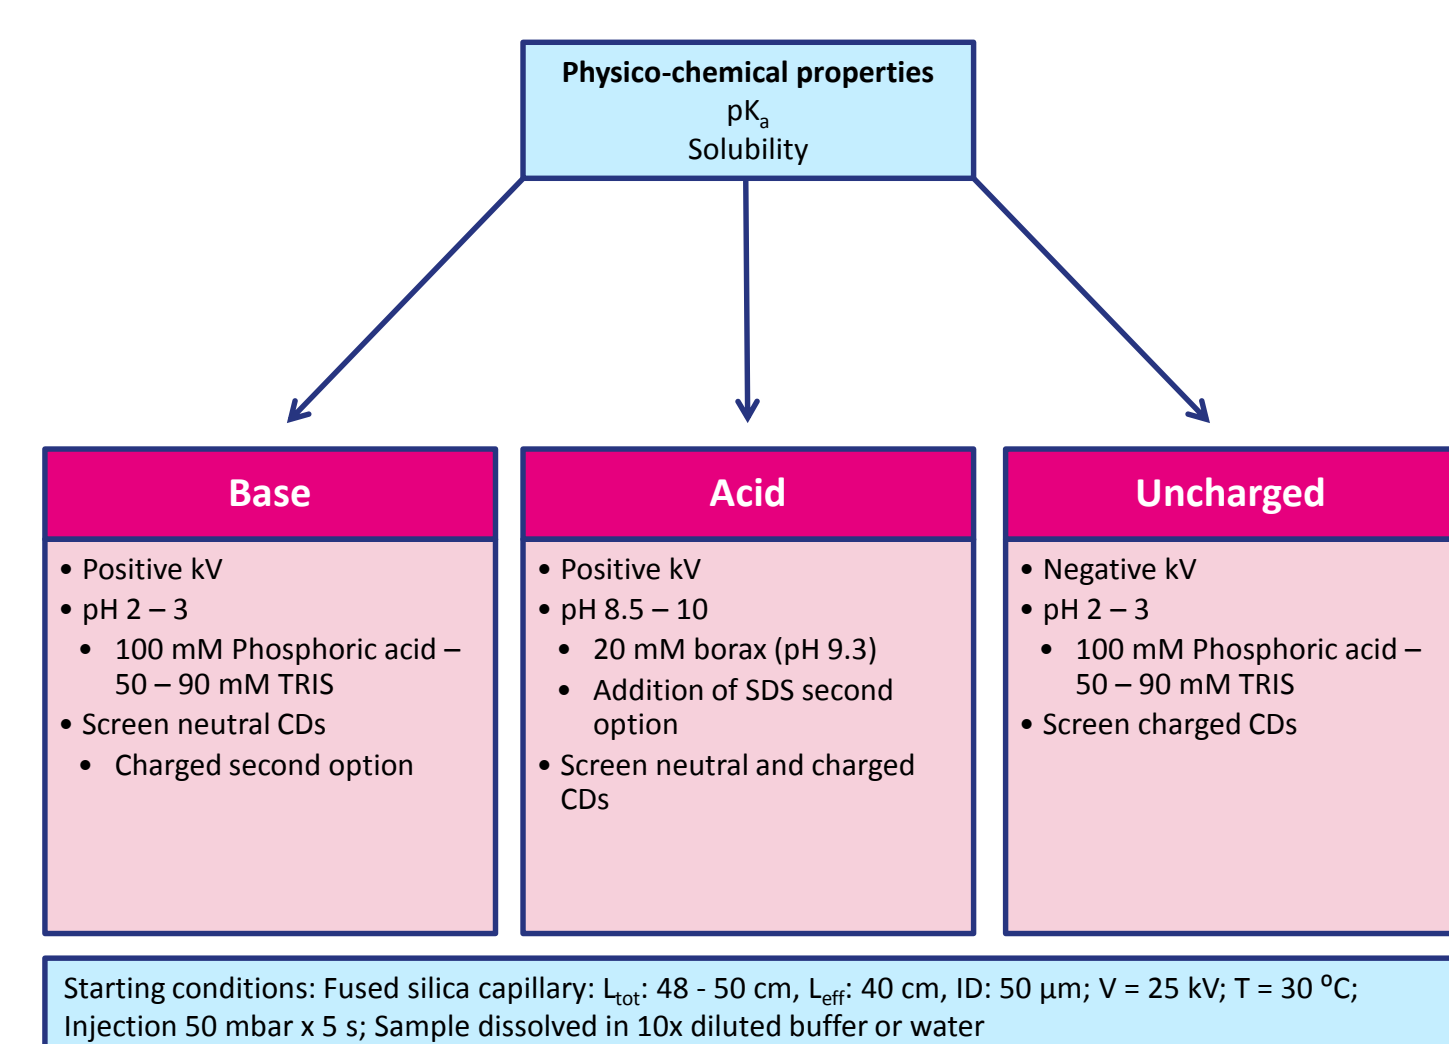 Physico-chemical properties
pKₐ
Solubility
Base
• Positive kV
• pH 2 – 3
• 100 mM Phosphoric acid –
50 – 90 mM TRIS
• Screen neutral CDs
• Charged second option
Acid
• Positive kV
• pH 8.5 – 10
• 20 mM borax (pH 9.3)
• Addition of SDS second
option
• Screen neutral and charged
CDs
Uncharged
• Negative kV
• pH 2 – 3
• 100 mM Phosphoric acid –
50 – 90 mM TRIS
• Screen charged CDs
Starting conditions: Fused silica capillary: Ltot: 48 - 50 cm, Leff: 40 cm, ID: 50 µm; V = 25 kV; T = 30 ⁰C;
Injection 50 mbar x 5 s; Sample dissolved in 10x diluted buffer or water